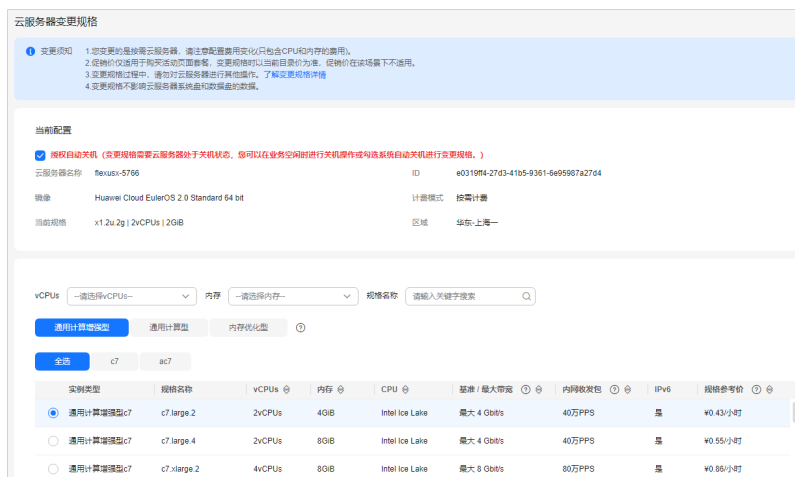 云服务器变更规格
变更须知 1.您变更的是按需云服务器，请注意配置费用变化(只包含CPU和内存的费用)。
2.促销价仅适用于购买活动页面套餐，变更规格时以当前目录价为准，促销价在该场景下不适用。
3.变更规格过程中，请勿对云服务器进行其他操作。了解变更规格详情
4.变更规格不影响云服务器系统盘和数据盘的数据。
当前配置
授权自动关机（变更规格需要云服务器处于关机状态，您可以在业务空闲时进行关机操作或勾选系统自动关机进行变更规格。）
云服务器名称 flexusx-5766 ID e0319ff4-27d3-41b5-9361-6e95987a27d4
镜像 Huawei Cloud EulerOS 2.0 Standard 64 bit 计费模式 按需计费
当前规格 x1.2u.2g | 2vCPUs | 2GiB 区域 华东-上海一
vCPUs --请选择vCPUs-- 内存 --请选择内存-- 规格名称 请输入关键字搜索
通用计算增强型 通用计算型 内存优化型
全选 c7 ac7
实例类型 规格名称 vCPUs 内存 CPU 基准 / 最大带宽 内网收发包 IPv6 规格参考价
通用计算增强型c7 c7.large.2 2vCPUs 4GiB Intel Ice Lake 最大 4 Gbit/s 40万PPS 是 ¥0.43/小时
通用计算增强型c7 c7.large.4 2vCPUs 8GiB Intel Ice Lake 最大 4 Gbit/s 40万PPS 是 ¥0.55/小时
通用计算增强型c7 c7.xlarge.2 4vCPUs 8GiB Intel Ice Lake 最大 8 Gbit/s 80万PPS 是 ¥0.86/小时